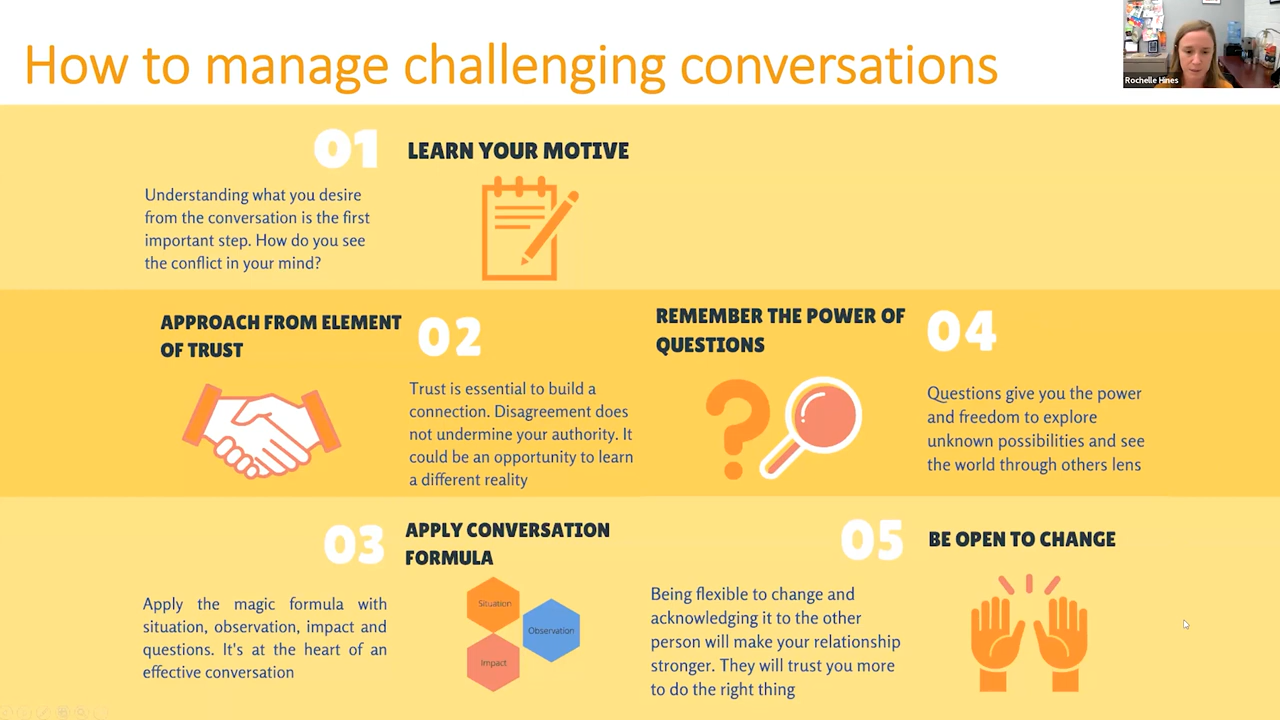 How to manage challenging conversations
Rochelle Hines
01
LEARN YOUR MOTIVE
Understanding what you desire
from the conversation is the first
important step. How do you see
the conflict in your mind?
APPROACH FROM ELEMENT
OF TRUST
02
Trust is essential to build a
connection. Disagreement does
not undermine your authority. It
could be an opportunity to learn
a different reality
03
APPLY CONVERSATION
FORMULA
Apply the magic formula with
situation, observation, impact and
questions. It's at the heart of an
effective conversation
Situation
Observation
Impact
REMEMBER THE POWER OF
QUESTIONS
04
Questions give you the power
and freedom to explore
unknown possibilities and see
the world through others lens
05
BE OPEN TO CHANGE
Being flexible to change and
acknowledging it to the other
person will make your relationship
stronger. They will trust you more
to do the right thing